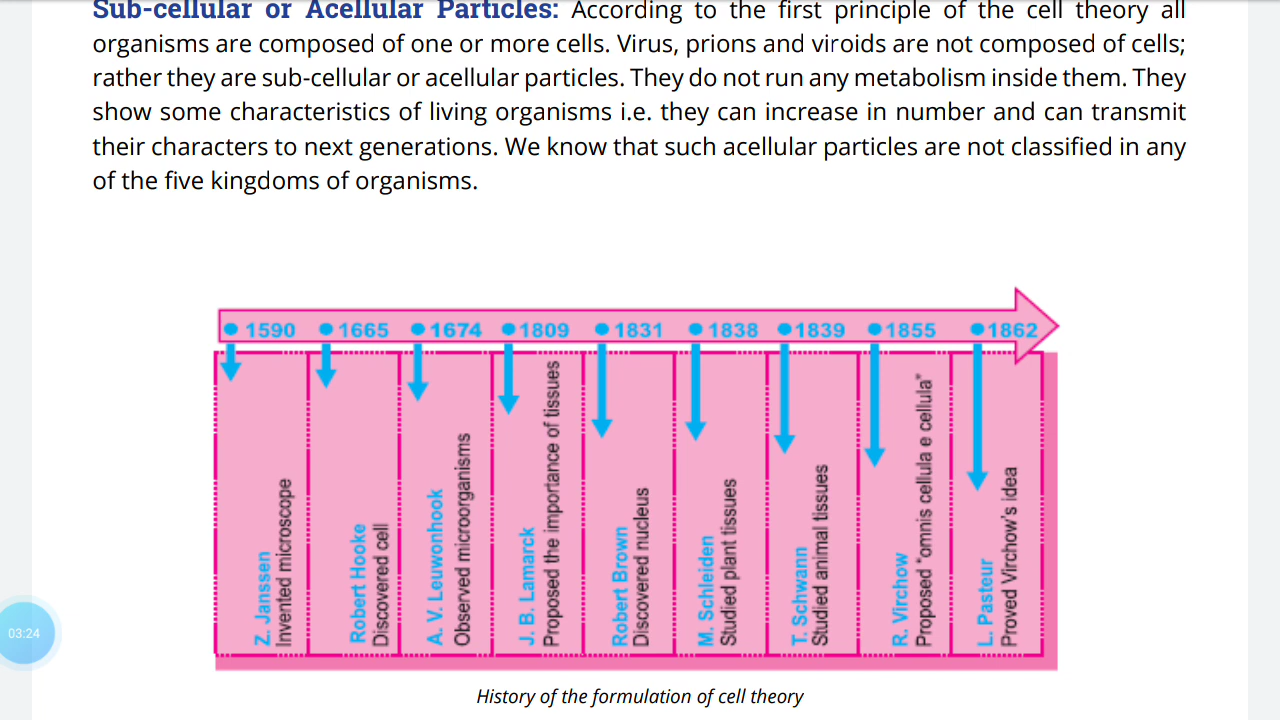 Sub-cellular or Acellular Particles: According to the first principle of the cell theory all
organisms are composed of one or more cells. Virus, prions and viroids are not composed of cells;
rather they are sub-cellular or acellular particles. They do not run any metabolism inside them. They
show some characteristics of living organisms i.e. they can increase in number and can transmit
their characters to next generations. We know that such acellular particles are not classified in any
of the five kingdoms of organisms.
1590
1665
1674
1809
1831
1838
1839
1855
1862
Z. Janssen
Invented microscope
Robert Hooke
Discovered cell
A. V. Leuwonhook
Observed microorganisms
J. B. Lamarck
Proposed the importance of tissues
Robert Brown
Discovered nucleus
M. Schleiden
Studied plant tissues
T. Schwann
Studied animal tissues
R. Virchow
Proposed "omnis cellula e cellula"
L. Pasteur
Proved Virchow's idea
03:24
History of the formulation of cell theory